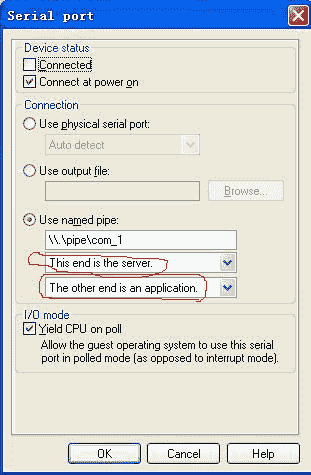 Serial port
Device status
Connected
Connect at power on
Connection
Use physical serial port:
Auto detect
Use output file:
Browse...
Use named pipe:
\\.\pipe\com_1
This end is the server.
The other end is an application.
I/O mode
Yield CPU on poll
Allow the guest operating system to use this serial
port in polled mode (as opposed to interrupt mode).
OK
Cancel
Help